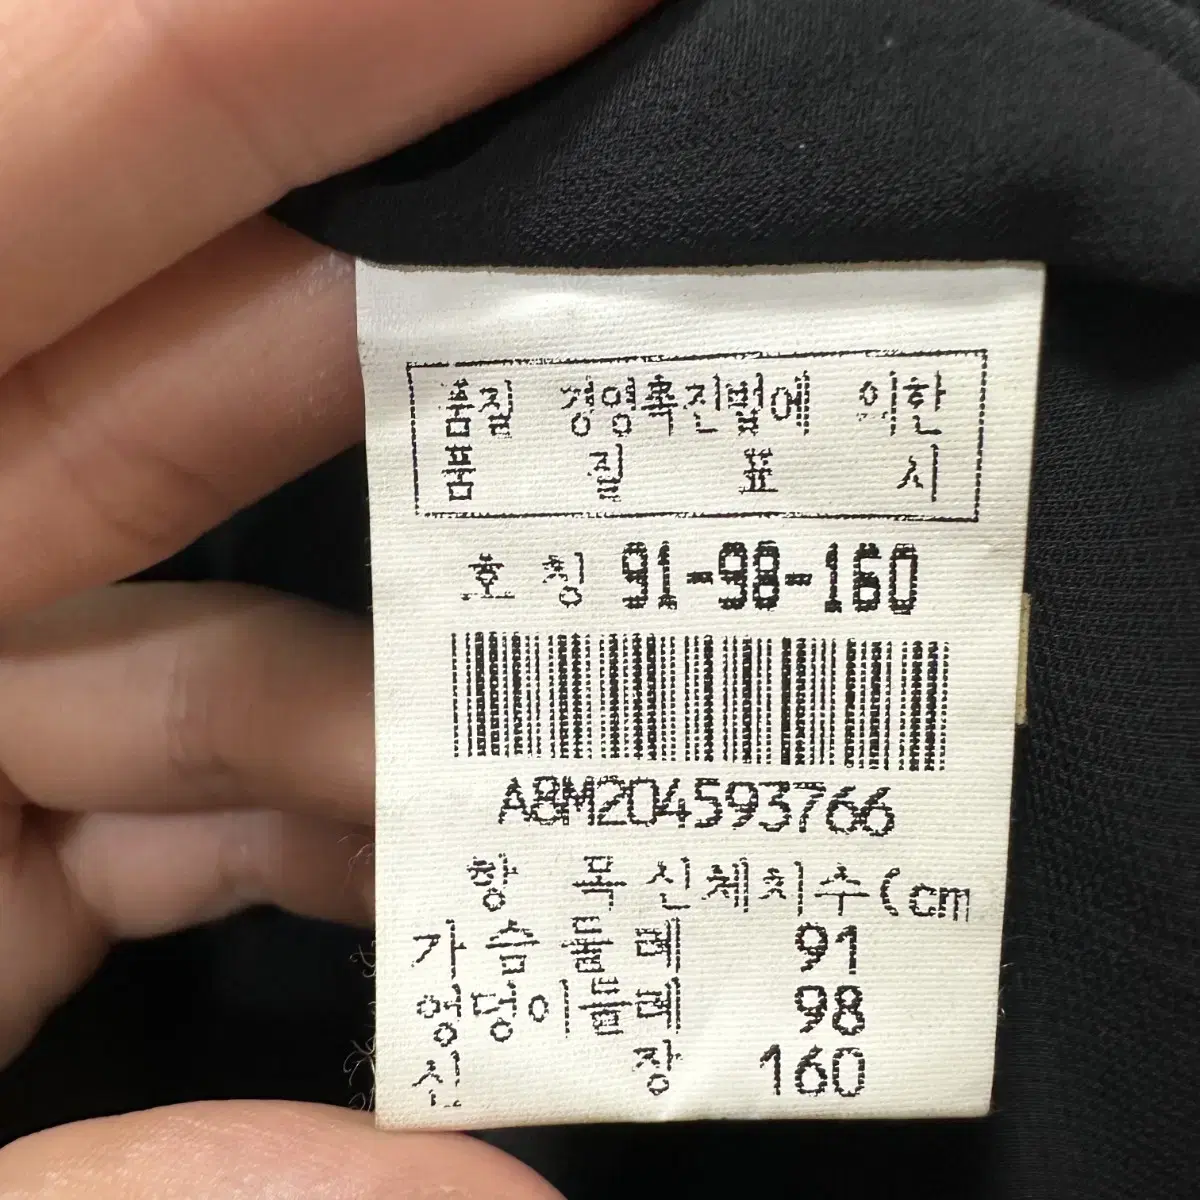 품질 경영촉진법에 의한
품 질 표 시
호 칭 91-98-160
A8M204593766
항 목 신체치수(cm
가슴둘레 91
엉덩이둘레 98
신 장 160